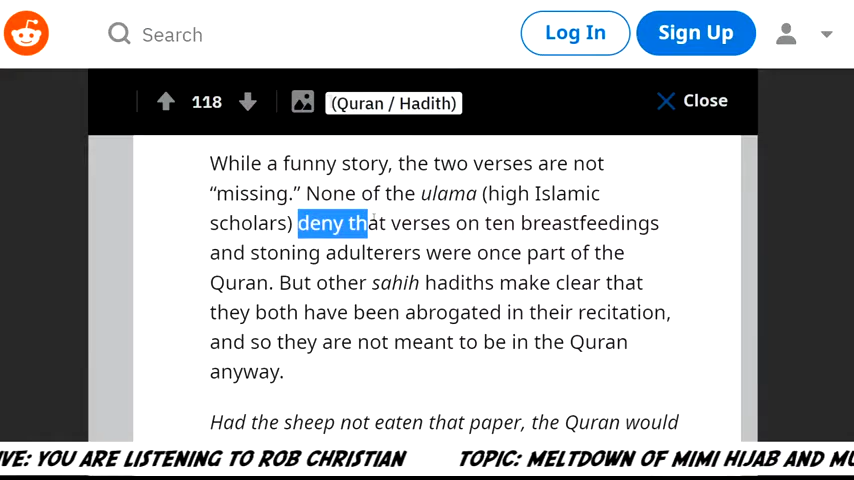 Search
Log In
Sign Up
118
(Quran / Hadith)
Close
While a funny story, the two verses are not
“missing.” None of the ulama (high Islamic
scholars) deny that verses on ten breastfeedings
and stoning adulterers were once part of the
Quran. But other sahih hadiths make clear that
they both have been abrogated in their recitation,
and so they are not meant to be in the Quran
anyway.
Had the sheep not eaten that paper, the Quran would
IVE: YOU ARE LISTENING TO ROB CHRISTIAN TOPIC: MELTDOWN OF MIMI HIJAB AND MU